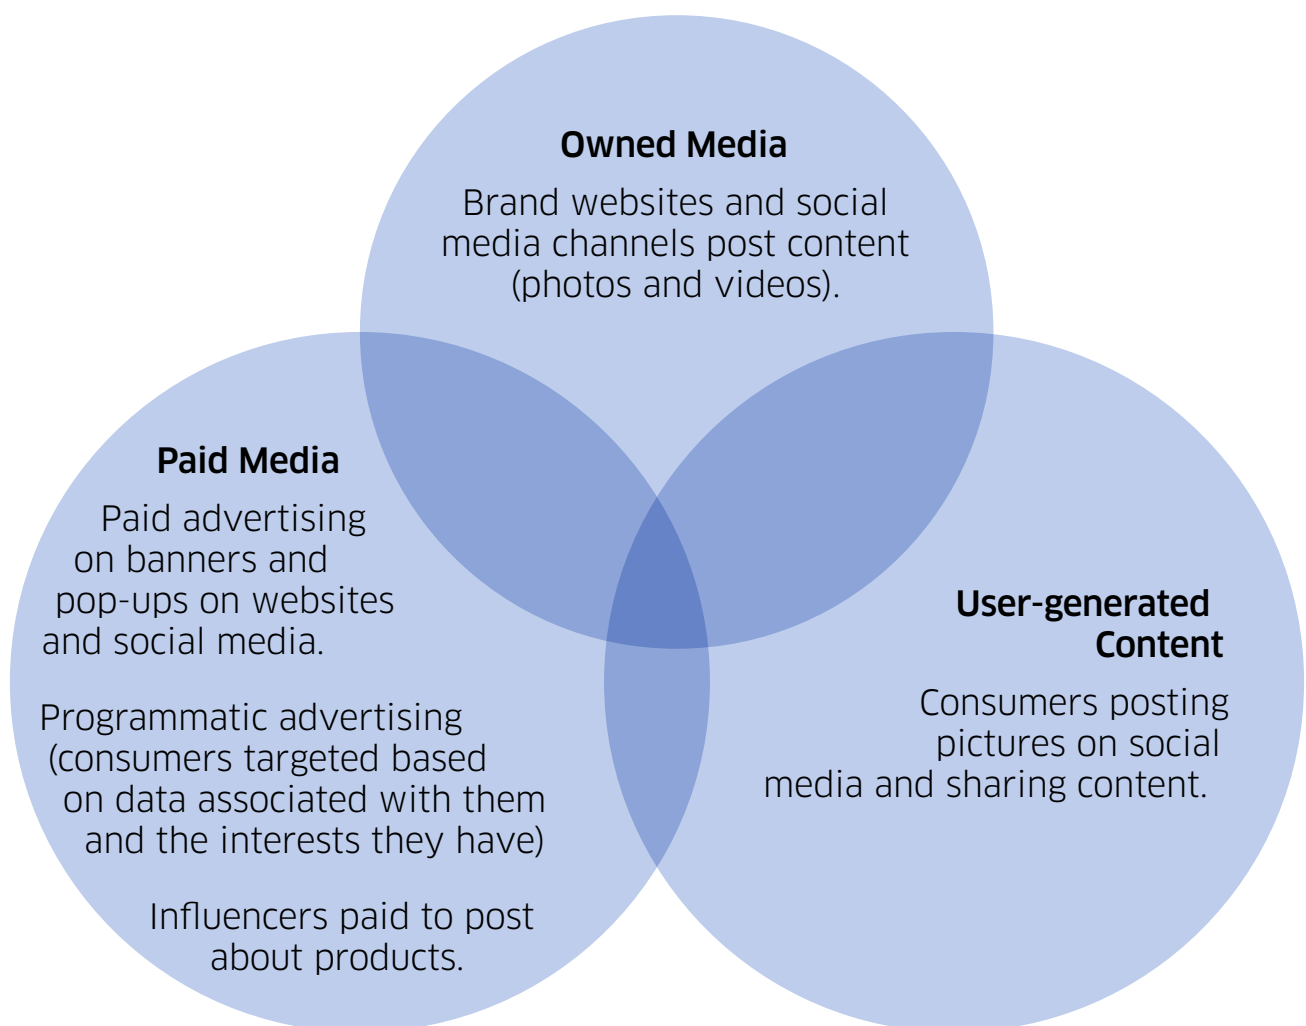 Owned Media
Brand websites and social
media channels post content
(photos and videos).
Paid Media
Paid advertising
on banners and
pop-ups on websites
and social media.
Programmatic advertising
(consumers targeted based
on data associated with them
and the interests they have)
Influencers paid to post
about products.
User-generated
Content
Consumers posting
pictures on social
media and sharing content.